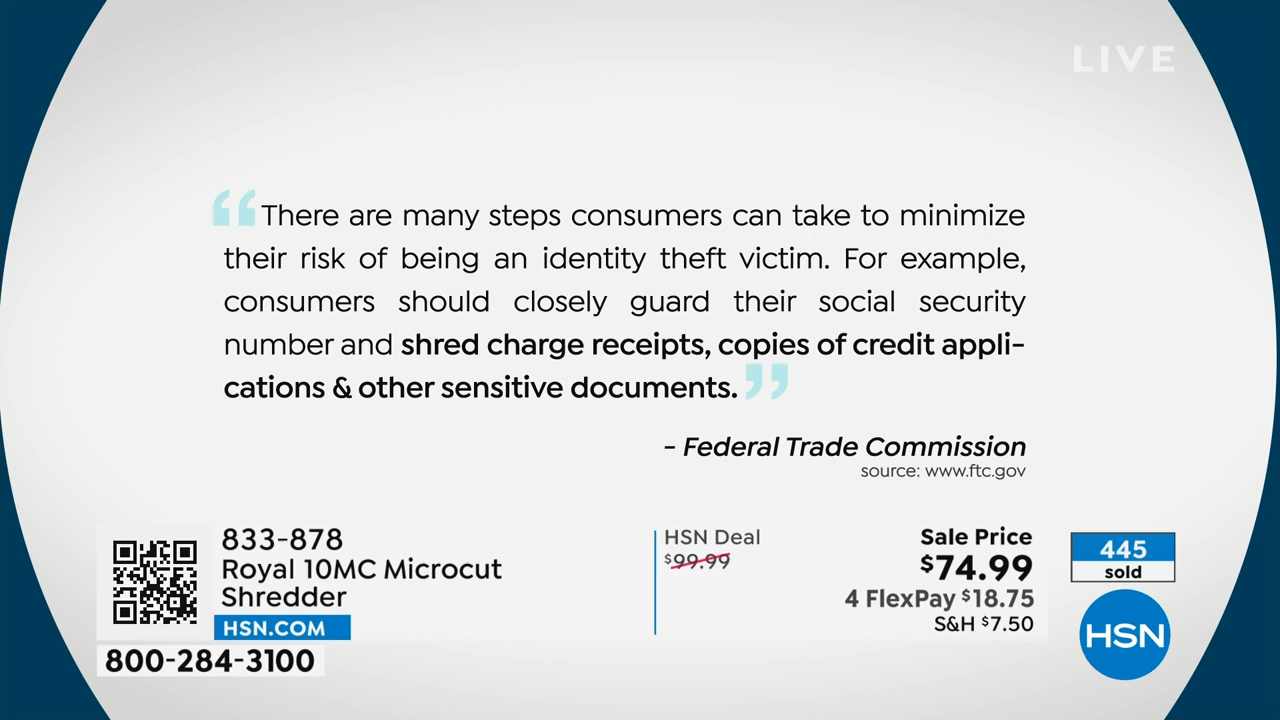 LIVE
“There are many steps consumers can take to minimize
their risk of being an identity theft victim. For example,
consumers should closely guard their social security
number and shred charge receipts, copies of credit appli-
cations & other sensitive documents.”
- Federal Trade Commission
source: www.ftc.gov
833-878
Royal 10MC Microcut
Shredder
HSN.COM
800-284-3100
HSN Deal
$99.99
Sale Price
$74.99
4 FlexPay $18.75
S&H $7.50
445
sold
HSN